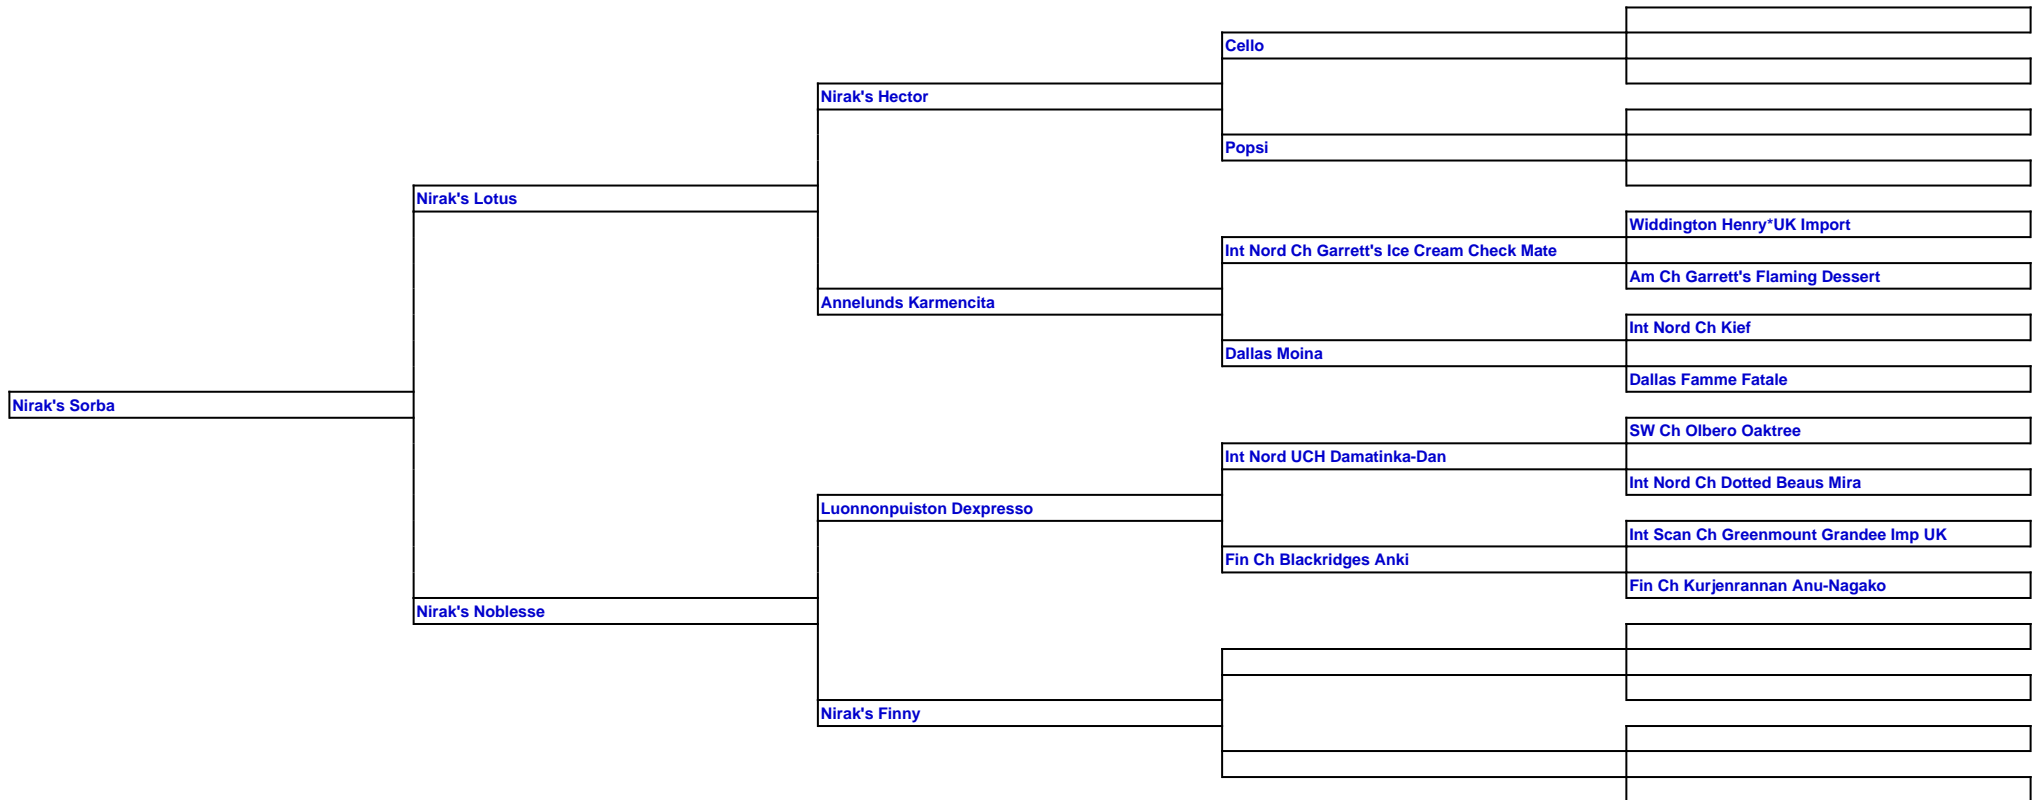 Cello
Nirak's Hector
Popsi
Nirak's Lotus
Widdington Henry*UK Import
Int Nord Ch Garrett's Ice Cream Check Mate
Am Ch Garrett's Flaming Dessert
Annelunds Karmencita
Int Nord Ch Kief
Dallas Moina
Dallas Famme Fatale
Nirak's Sorba
SW Ch Olbero Oaktree
Int Nord UCH Damatinka-Dan
Int Nord Ch Dotted Beaus Mira
Luonnonpuiston Dexpresso
Int Scan Ch Greenmount Grandee Imp UK
Fin Ch Blackridges Anki
Fin Ch Kurjenrannan Anu-Nagako
Nirak's Noblesse
Nirak's Finny